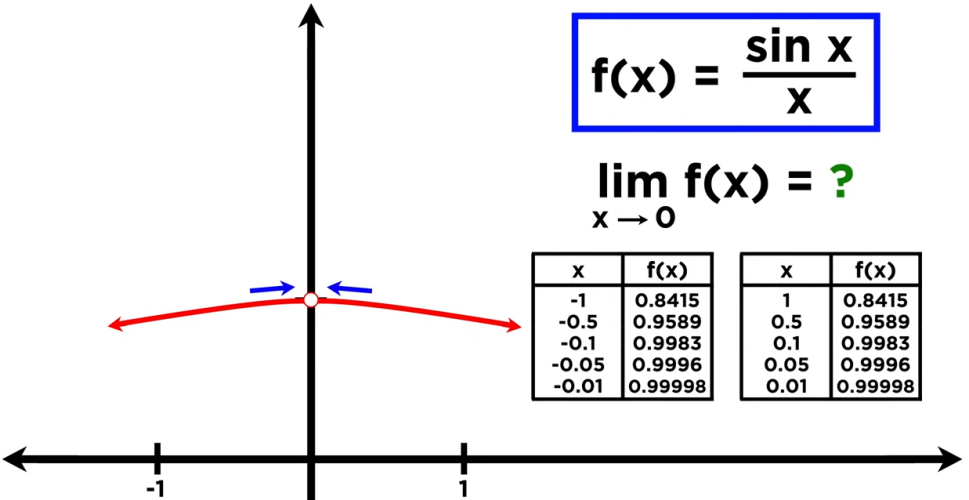 f(x) = sin x / x
lim f(x) = ?
x → 0
x f(x)
-1 0.8415
-0.5 0.9589
-0.1 0.9983
-0.05 0.9996
-0.01 0.99998
x f(x)
1 0.8415
0.5 0.9589
0.1 0.9983
0.05 0.9996
0.01 0.99998
-1 1